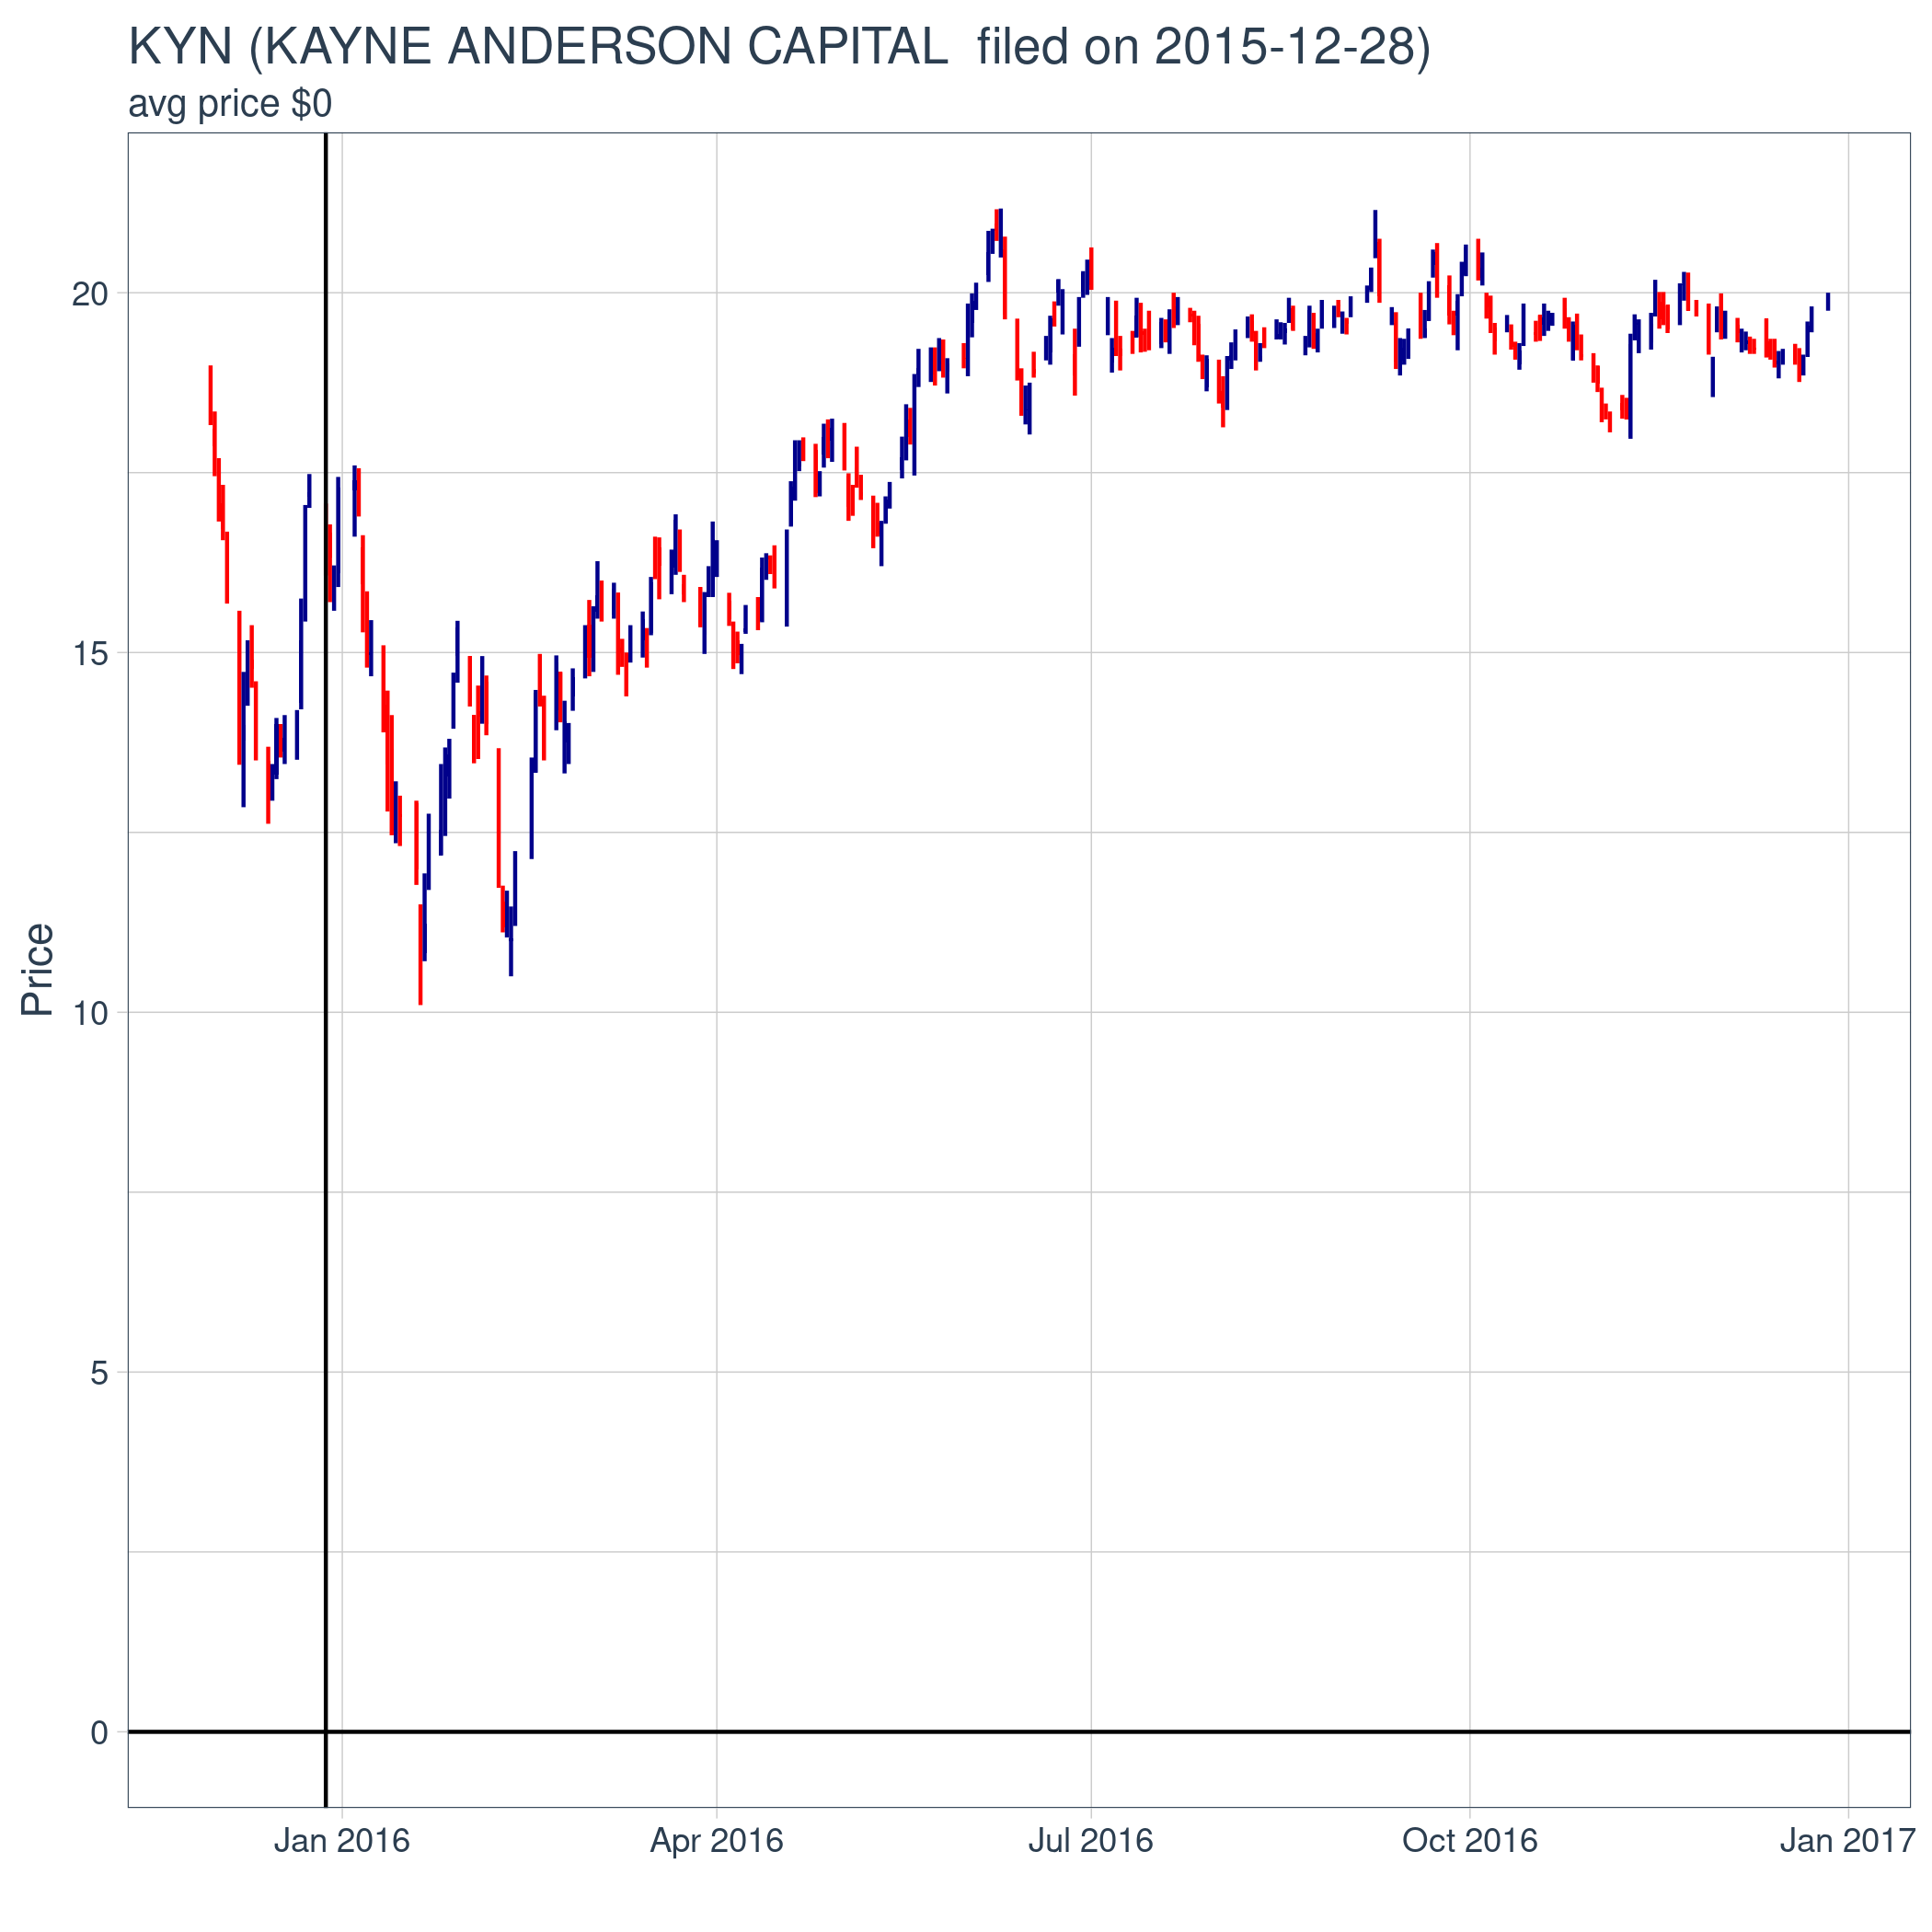 KYN (KAYNE ANDERSON CAPITAL  filed on 2015-12-28)
avg price $0
Price
20
15
10
5
0
Jan 2016
Apr 2016
Jul 2016
Oct 2016
Jan 2017